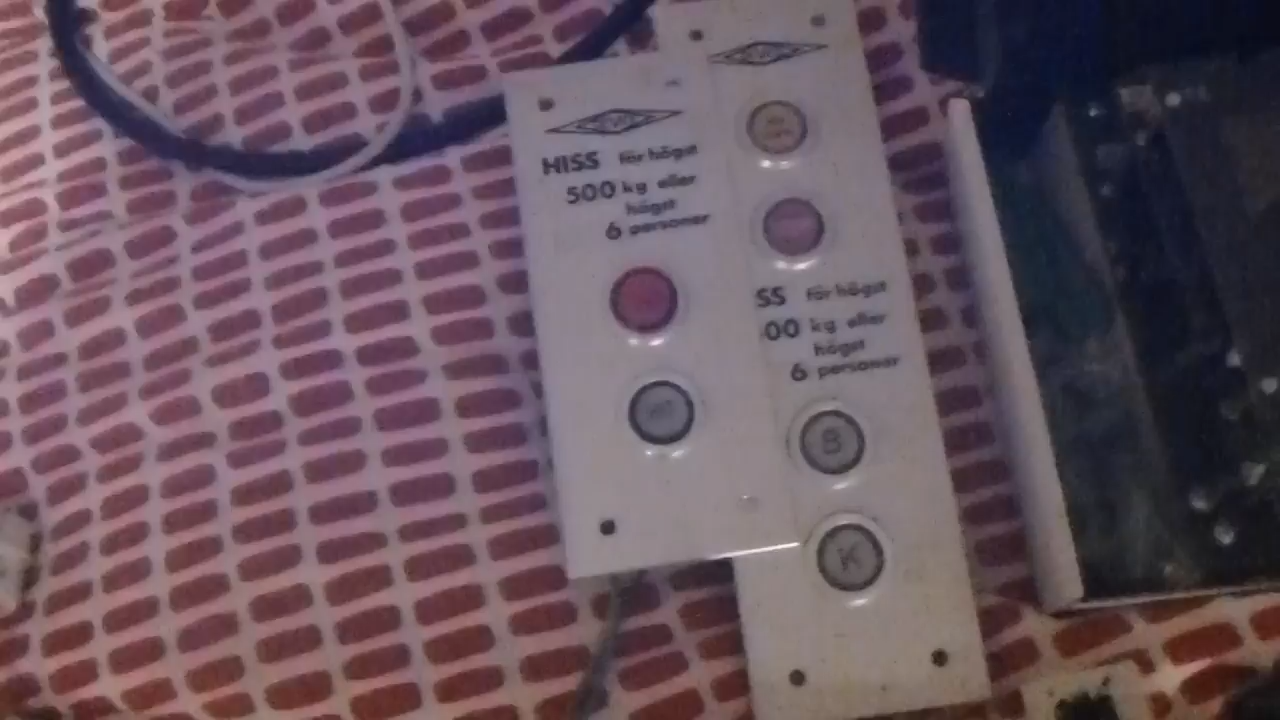 HISS för högst
500 kg eller
högst
6 personer
SS för högst
00 kg eller
högst
6 personer
B
K